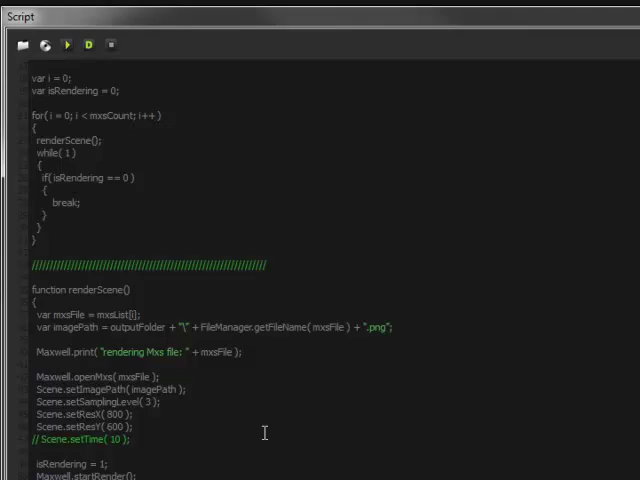 Script
D
var i = 0;
var isRendering = 0;
for( i = 0; i < mxsCount; i++ )
{
renderScene();
while( 1 )
{
if( isRendering == 0 )
{
break;
}
}
}
//////////////////////////////////////////////////////////////////
function renderScene()
{
var mxsFile = mxsList[i];
var imagePath = outputFolder + "\" + FileManager.getFileName( mxsFile ) + ".png";
Maxwell.print( "rendering Mxs file: " + mxsFile );
Maxwell.openMxs( mxsFile );
Scene.setImagePath( imagePath );
Scene.setSamplingLevel( 3 );
Scene.setResX( 800 );
Scene.setResY( 600 );
// Scene.setTime( 10 );
isRendering = 1;
Maxwell.startRender();